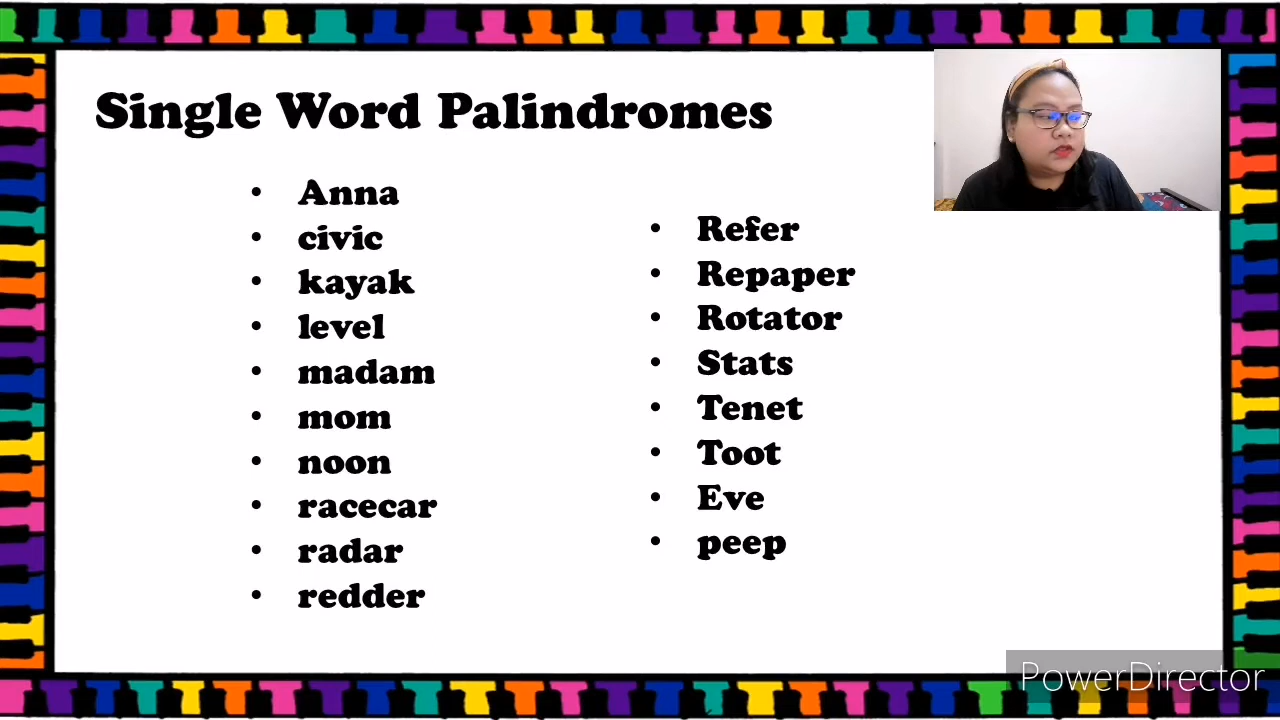 Single Word Palindromes
• Anna
• civic
• kayak
• level
• madam
• mom
• noon
• racecar
• radar
• redder
• Refer
• Repaper
• Rotator
• Stats
• Tenet
• Toot
• Eve
• peep
PowerDirector